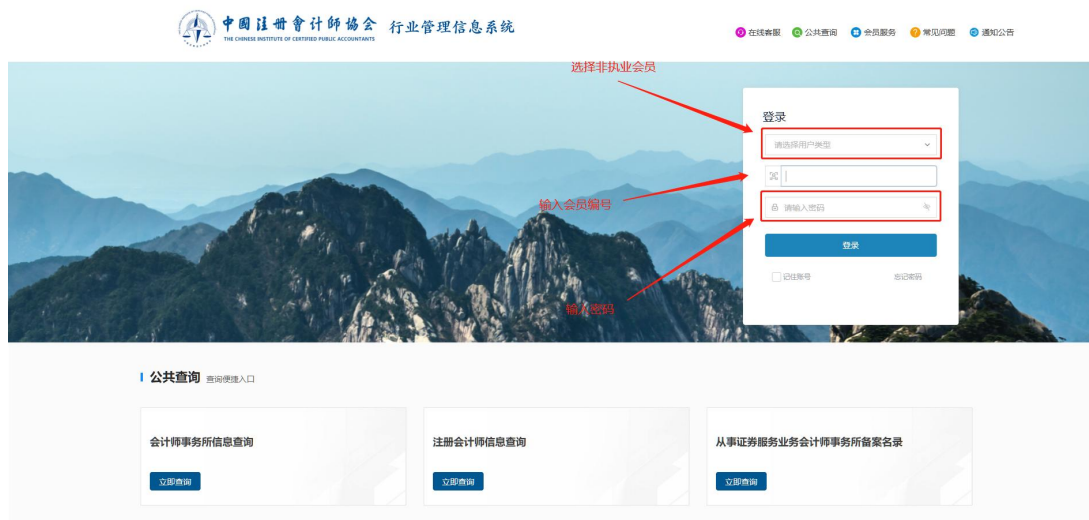 中國注册會计师協会 行业管理信息系统
THE CHINESE INSTITUTE OF CERTIFIED PUBLIC ACCOUNTANTS
在线客服 公共查询 会员服务 常见问题 通知公告
选择非执业会员
登录
请选择用户类型
输入会员编号
请输入密码
登录
记住账号 忘记密码
输入密码
公共查询 查询便捷入口
会计师事务所信息查询
注册会计师信息查询
从事证券服务业务会计师事务所备案名录
立即查询
立即查询
立即查询